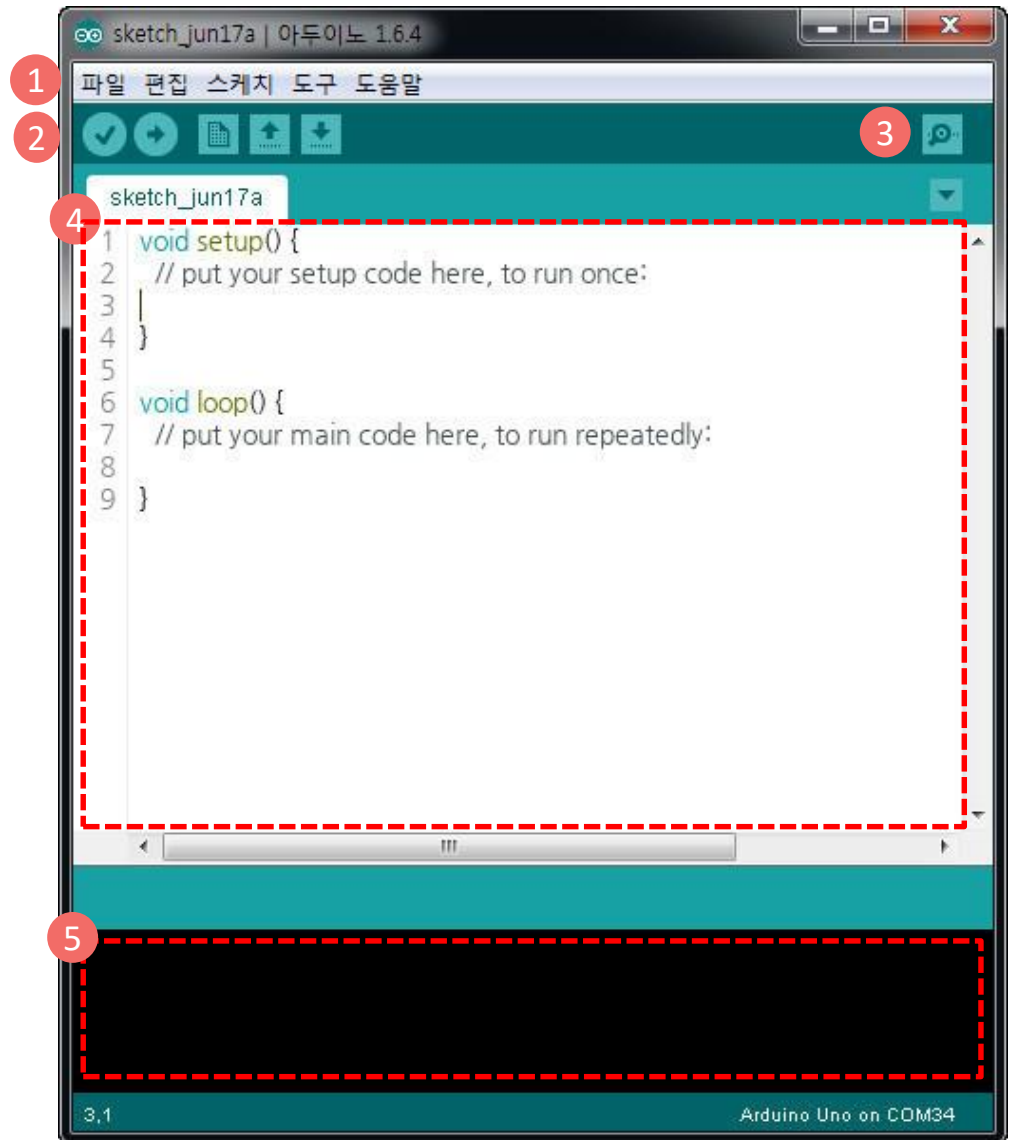 sketch_jun17a | 아두이노 1.6.4
1
파일 편집 스케치 도구 도움말
2
3
sketch_jun17a
4
1 void setup() {
2 // put your setup code here, to run once:
3
4 }
5
6 void loop() {
7 // put your main code here, to run repeatedly:
8
9 }
5
3,1 Arduino Uno on COM34